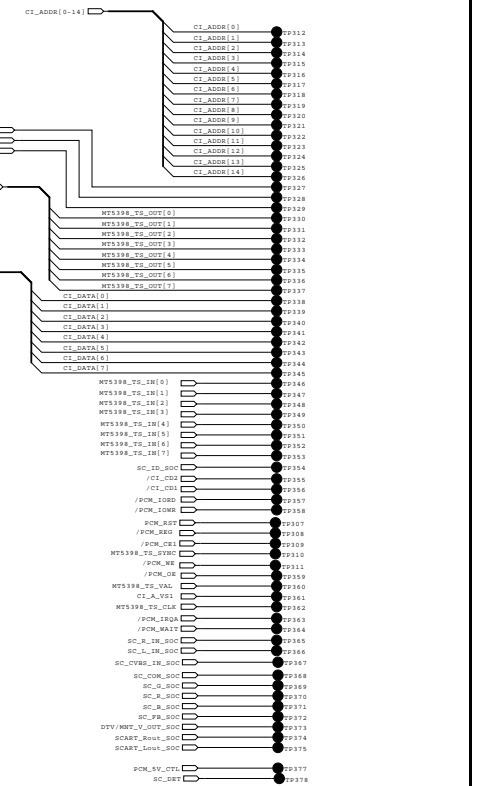 CI_ADDR[0-14]
CI_ADDR[0] TP312
CI_ADDR[1] TP313
CI_ADDR[2] TP314
CI_ADDR[3] TP315
CI_ADDR[4] TP316
CI_ADDR[5] TP317
CI_ADDR[6] TP318
CI_ADDR[7] TP319
CI_ADDR[8] TP320
CI_ADDR[9] TP321
CI_ADDR[10] TP322
CI_ADDR[11] TP323
CI_ADDR[12] TP324
CI_ADDR[13] TP325
CI_ADDR[14] TP326
TP327
TP328
TP329
MT5398_TS_OUT[0] TP330
MT5398_TS_OUT[1] TP331
MT5398_TS_OUT[2] TP332
MT5398_TS_OUT[3] TP333
MT5398_TS_OUT[4] TP334
MT5398_TS_OUT[5] TP335
MT5398_TS_OUT[6] TP336
MT5398_TS_OUT[7] TP337
CI_DATA[0] TP338
CI_DATA[1] TP339
CI_DATA[2] TP340
CI_DATA[3] TP341
CI_DATA[4] TP342
CI_DATA[5] TP343
CI_DATA[6] TP344
CI_DATA[7] TP345
MT5398_TS_IN[0] TP346
MT5398_TS_IN[1] TP347
MT5398_TS_IN[2] TP348
MT5398_TS_IN[3] TP349
MT5398_TS_IN[4] TP350
MT5398_TS_IN[5] TP351
MT5398_TS_IN[6] TP352
MT5398_TS_IN[7] TP353
SC_ID_SOC TP354
/CI_CD2 TP355
/CI_CD1 TP356
/PCM_IORD TP357
/PCM_IOWR TP358
PCM_RST TP307
/PCM_REG TP308
/PCM_CE1 TP309
MT5398_TS_SYNC TP310
/PCM_WE TP311
/PCM_OE TP359
MT5398_TS_VAL TP360
CI_A_VS1 TP361
MT5398_TS_CLK TP362
/PCM_IRQA TP363
/PCM_WAIT TP364
SC_R_IN_SOC TP365
SC_L_IN_SOC TP366
SC_CVBS_IN_SOC TP367
SC_COM_SOC TP368
SC_G_SOC TP369
SC_R_SOC TP370
SC_B_SOC TP371
SC_FB_SOC TP372
DTV/MNT_V_OUT_SOC TP373
SCART_Rout_SOC TP374
SCART_Lout_SOC TP375
PCM_5V_CTL TP377
SC_DET TP378